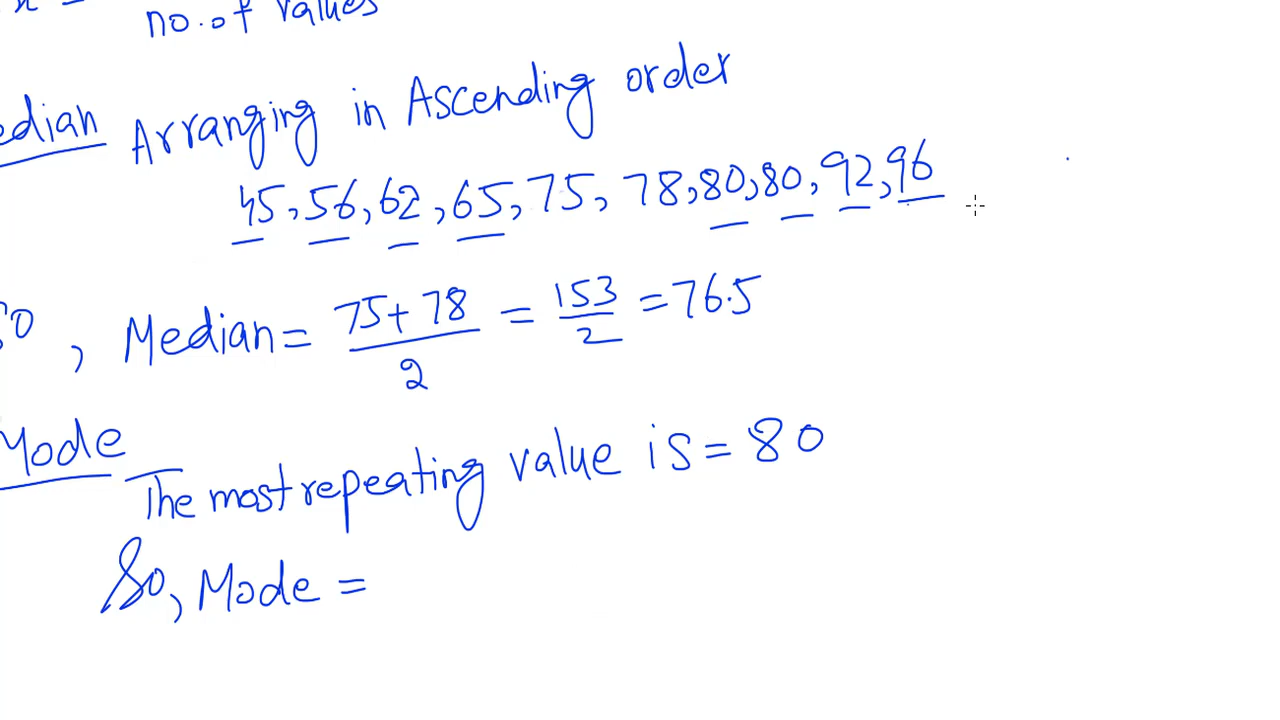 no. of values
edian Arranging in Ascending order
45, 56, 62, 65, 75, 78, 80, 80, 92, 96
, Median = 75+78/2 = 153/2 = 76.5
Mode
The most repeating value is = 80
So, Mode =